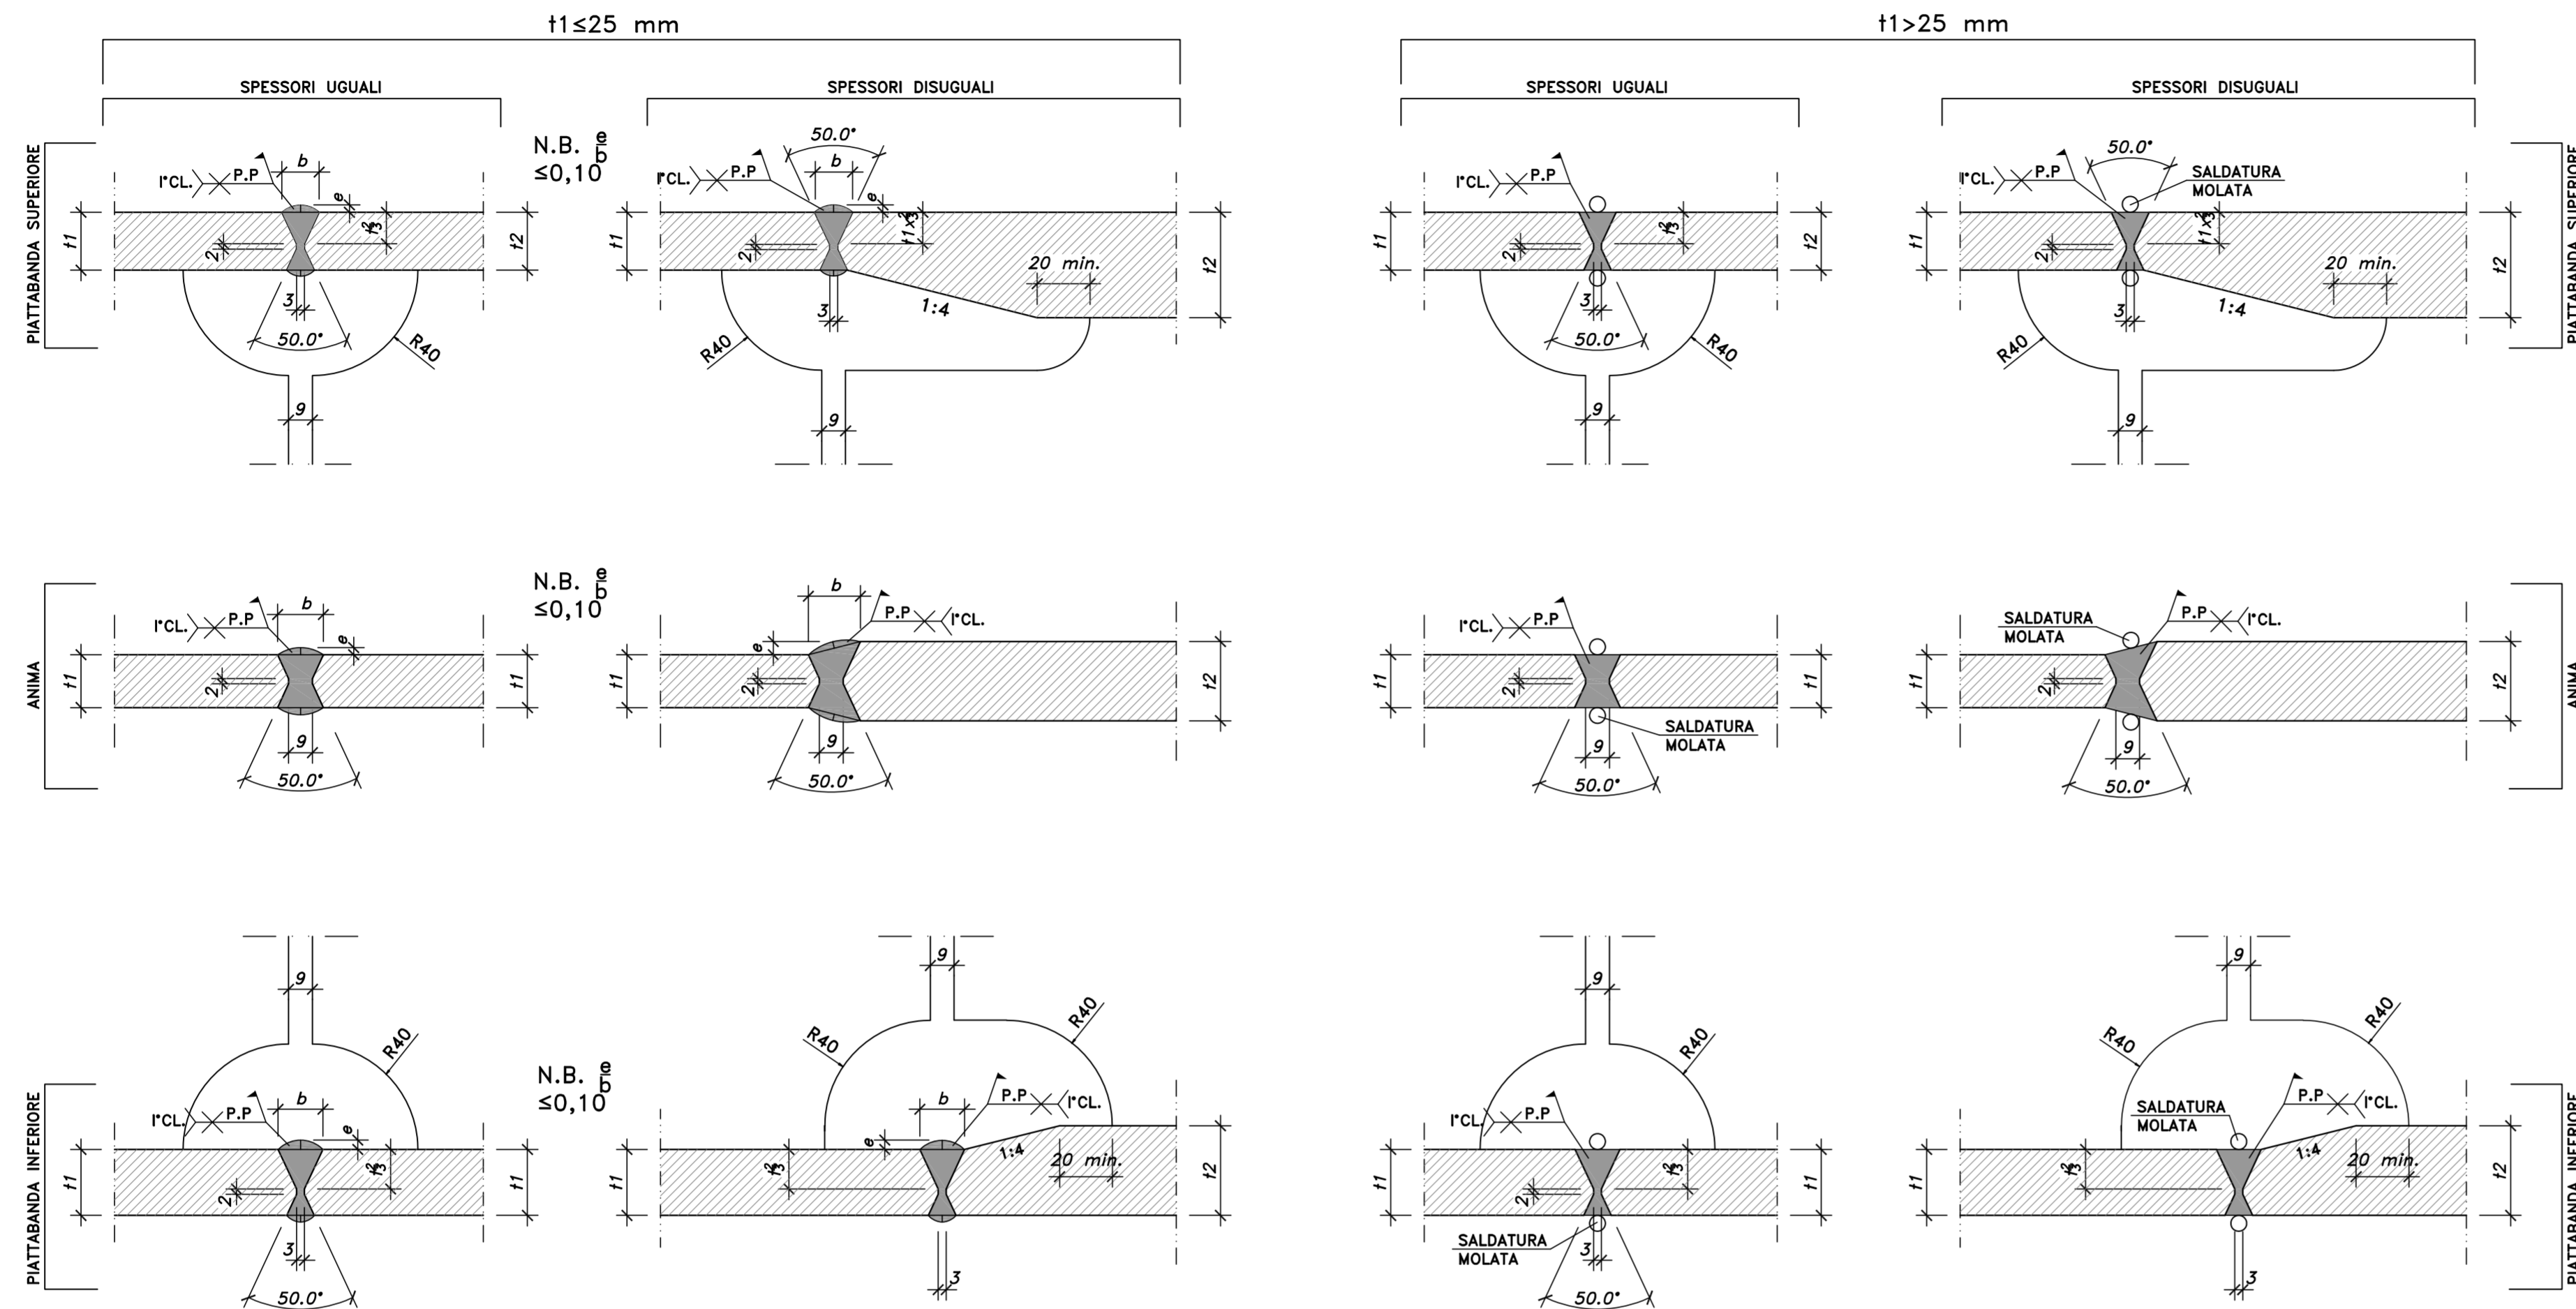 t1≤25 mm
t1>25 mm
SPESSORI UGUALI
SPESSORI DISUGUALI
SPESSORI UGUALI
SPESSORI DISUGUALI
PIATTABANDA SUPERIORE
I°CL.
P.P
b
e
t1
2
t2
3
50.0°
R40
9
N.B. e/b
≤0,10
50.0°
I°CL.
P.P
b
e
t1
2
20 min.
t2
3
1:4
R40
9
I°CL.
P.P
t1
2
t2
3
50.0°
R40
9
50.0°
I°CL.
P.P
SALDATURA
MOLATA
t1
2
20 min.
t2
3
1:4
R40
9
PIATTABANDA SUPERIORE
ANIMA
I°CL.
P.P
b
e
t1
2
t1
9
50.0°
N.B. e/b
≤0,10
b
P.P
I°CL.
e
t1
2
t2
9
50.0°
I°CL.
P.P
t1
2
t1
SALDATURA
MOLATA
9
50.0°
SALDATURA
MOLATA
P.P
I°CL.
t1
2
t2
9
50.0°
ANIMA
PIATTABANDA INFERIORE
9
R40
I°CL.
P.P
b
e
t1
2
t1
3
50.0°
N.B. e/b
≤0,10
9
R40
R40
b
P.P
I°CL.
e
1:4
20 min.
t1
t2
3
9
R40
I°CL.
P.P
t1
2
t1
SALDATURA
MOLATA
3
50.0°
9
R40
R40
SALDATURA
MOLATA
P.P
I°CL.
1:4
20 min.
t1
t2
3
PIATTABANDA INFERIORE